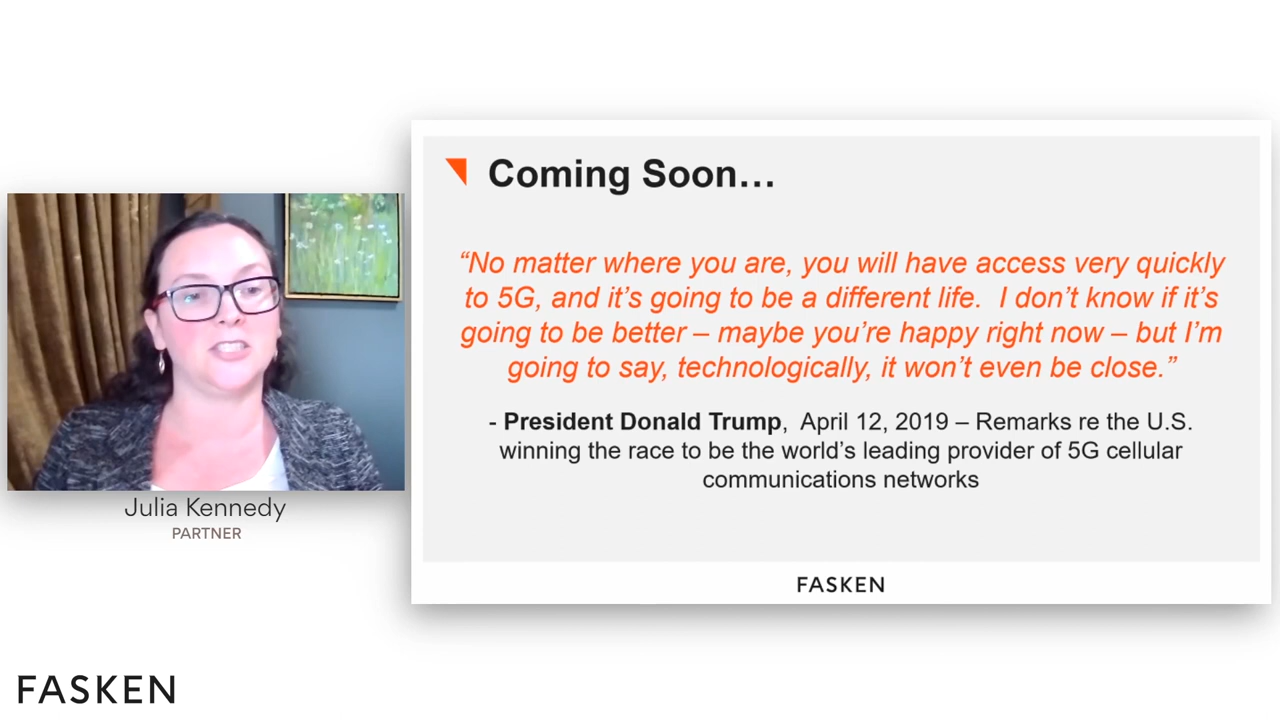 Coming Soon…
“No matter where you are, you will have access very quickly
to 5G, and it’s going to be a different life.  I don’t know if it’s
going to be better – maybe you’re happy right now – but I’m
going to say, technologically, it won’t even be close.”
- President Donald Trump,  April 12, 2019 – Remarks re the U.S.
winning the race to be the world’s leading provider of 5G cellular
communications networks
FASKEN
Julia Kennedy
PARTNER
FASKEN